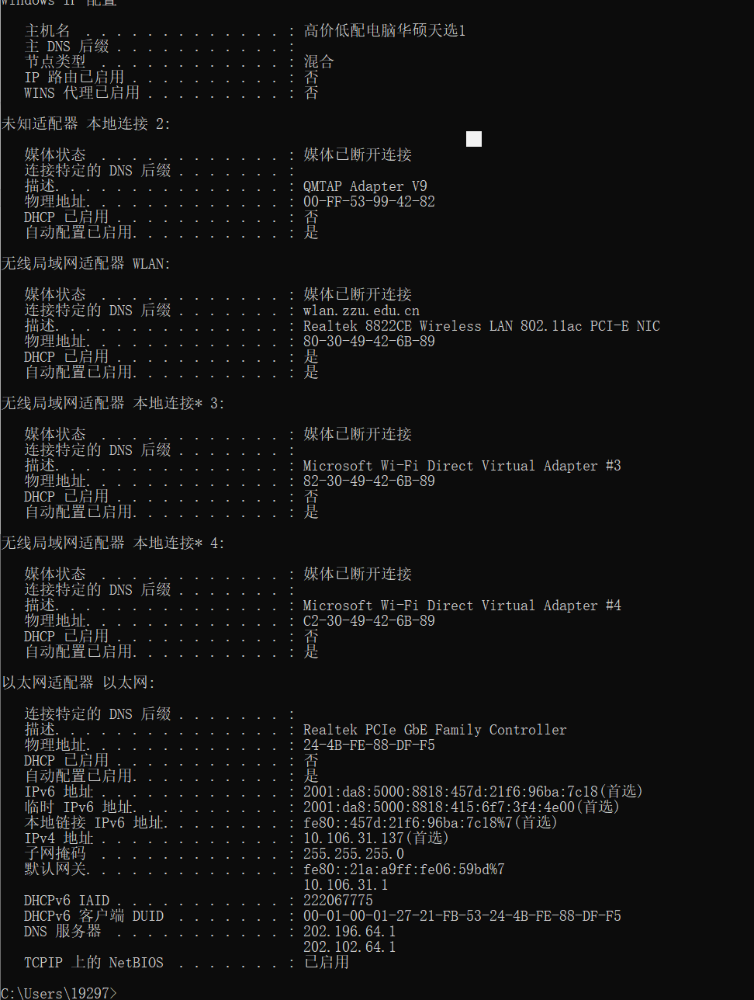 Windows IP 配置
主机名 . . . . . . . . . . . . . : 高价低配电脑华硕天选1
主 DNS 后缀 . . . . . . . . . . . :
节点类型 . . . . . . . . . . . . : 混合
IP 路由已启用 . . . . . . . . . . : 否
WINS 代理已启用 . . . . . . . . . : 否
未知适配器 本地连接 2:
媒体状态 . . . . . . . . . . . . : 媒体已断开连接
连接特定的 DNS 后缀 . . . . . . . :
描述. . . . . . . . . . . . . . . : QMTAP Adapter V9
物理地址. . . . . . . . . . . . . : 00-FF-53-99-42-82
DHCP 已启用 . . . . . . . . . . . : 否
自动配置已启用. . . . . . . . . . : 是
无线局域网适配器 WLAN:
媒体状态 . . . . . . . . . . . . : 媒体已断开连接
连接特定的 DNS 后缀 . . . . . . . : wlan.zzu.edu.cn
描述. . . . . . . . . . . . . . . : Realtek 8822CE Wireless LAN 802.11ac PCI-E NIC
物理地址. . . . . . . . . . . . . : 80-30-49-42-6B-89
DHCP 已启用 . . . . . . . . . . . : 是
自动配置已启用. . . . . . . . . . : 是
无线局域网适配器 本地连接* 3:
媒体状态 . . . . . . . . . . . . : 媒体已断开连接
连接特定的 DNS 后缀 . . . . . . . :
描述. . . . . . . . . . . . . . . : Microsoft Wi-Fi Direct Virtual Adapter #3
物理地址. . . . . . . . . . . . . : 82-30-49-42-6B-89
DHCP 已启用 . . . . . . . . . . . : 否
自动配置已启用. . . . . . . . . . : 是
无线局域网适配器 本地连接* 4:
媒体状态 . . . . . . . . . . . . : 媒体已断开连接
连接特定的 DNS 后缀 . . . . . . . :
描述. . . . . . . . . . . . . . . : Microsoft Wi-Fi Direct Virtual Adapter #4
物理地址. . . . . . . . . . . . . : C2-30-49-42-6B-89
DHCP 已启用 . . . . . . . . . . . : 否
自动配置已启用. . . . . . . . . . : 是
以太网适配器 以太网:
连接特定的 DNS 后缀 . . . . . . . :
描述. . . . . . . . . . . . . . . : Realtek PCIe GbE Family Controller
物理地址. . . . . . . . . . . . . : 24-4B-FE-88-DF-F5
DHCP 已启用 . . . . . . . . . . . : 否
自动配置已启用. . . . . . . . . . : 是
IPv6 地址 . . . . . . . . . . . . : 2001:da8:5000:8818:457d:21f6:96ba:7c18(首选)
临时 IPv6 地址. . . . . . . . . . : 2001:da8:5000:8818:415:6f7:3f4:4e00(首选)
本地链接 IPv6 地址. . . . . . . . : fe80::457d:21f6:96ba:7c18%7(首选)
IPv4 地址 . . . . . . . . . . . . : 10.106.31.137(首选)
子网掩码 . . . . . . . . . . . . : 255.255.255.0
默认网关. . . . . . . . . . . . . : fe80::21a:a9ff:fe06:59bd%7
10.106.31.1
DHCPv6 IAID . . . . . . . . . . . : 222067775
DHCPv6 客户端 DUID . . . . . . . : 00-01-00-01-27-21-FB-53-24-4B-FE-88-DF-F5
DNS 服务器 . . . . . . . . . . . : 202.196.64.1
202.102.64.1
TCPIP 上的 NetBIOS . . . . . . . : 已启用
C:\Users\19297>